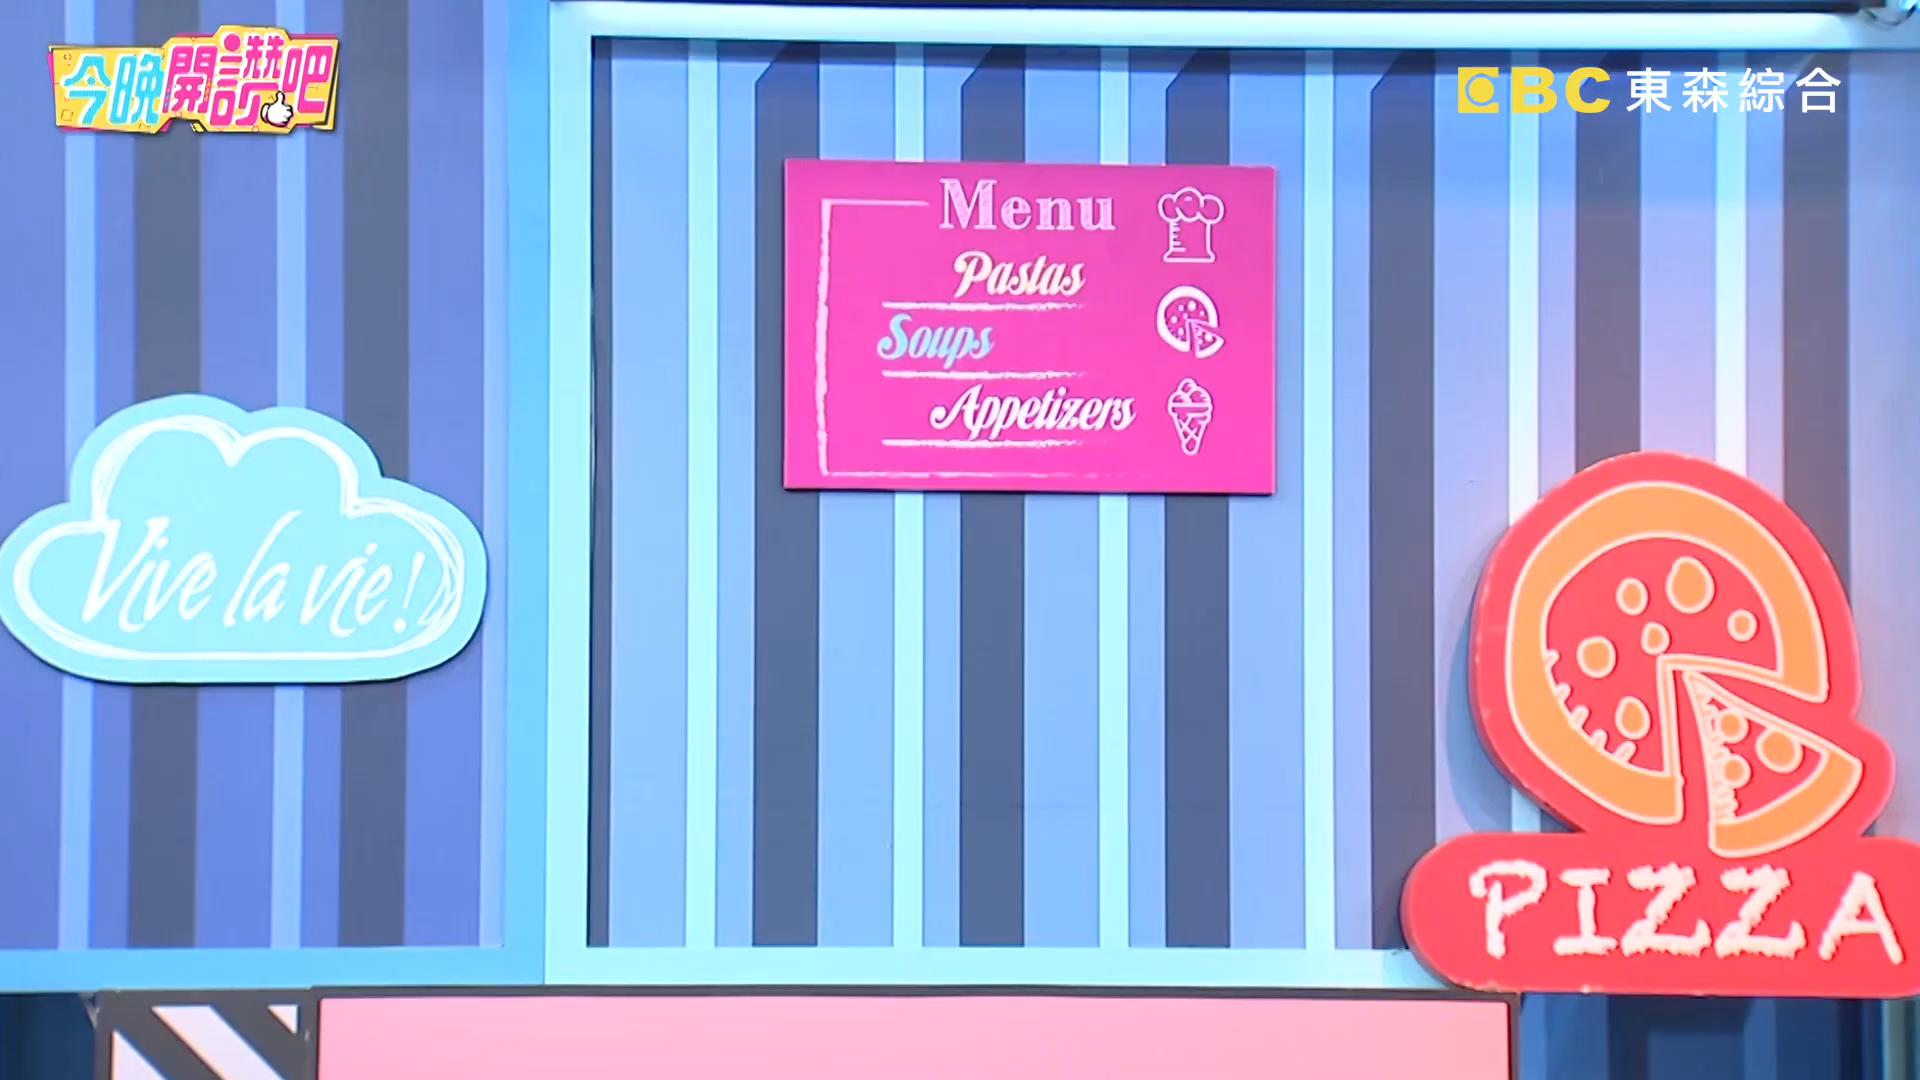 今晚開讚吧
EBC 東森綜合
Menu
Pastas
Soups
Appetizers
Vive la vie!
PIZZA